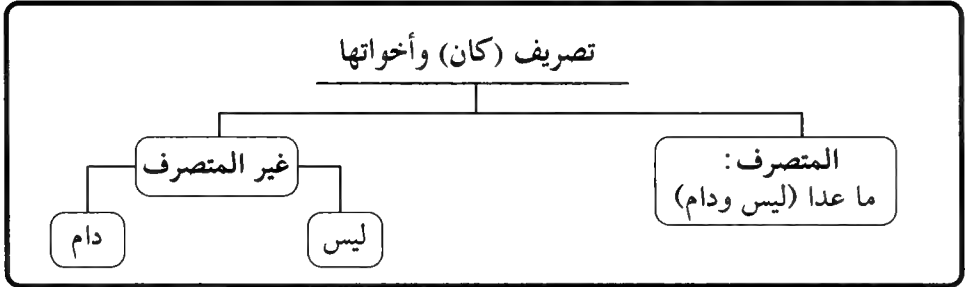 تصريف (كان) وأخواتها
المتصرف:
ما عدا (ليس ودام)
غير المتصرف
ليس
دام